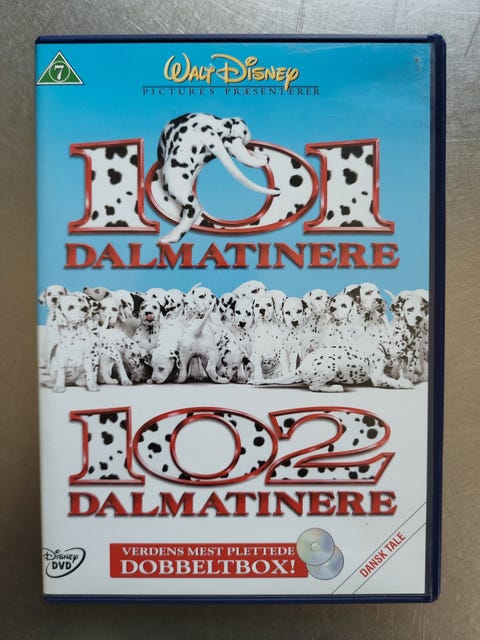 7
WALT DISNEY
PICTURES PRÆSENTERER
101
DALMATINERE
102
DALMATINERE
Disney
DVD
VERDENS MEST PLETTEDE
DOBBELTBOX!
DANSK TALE